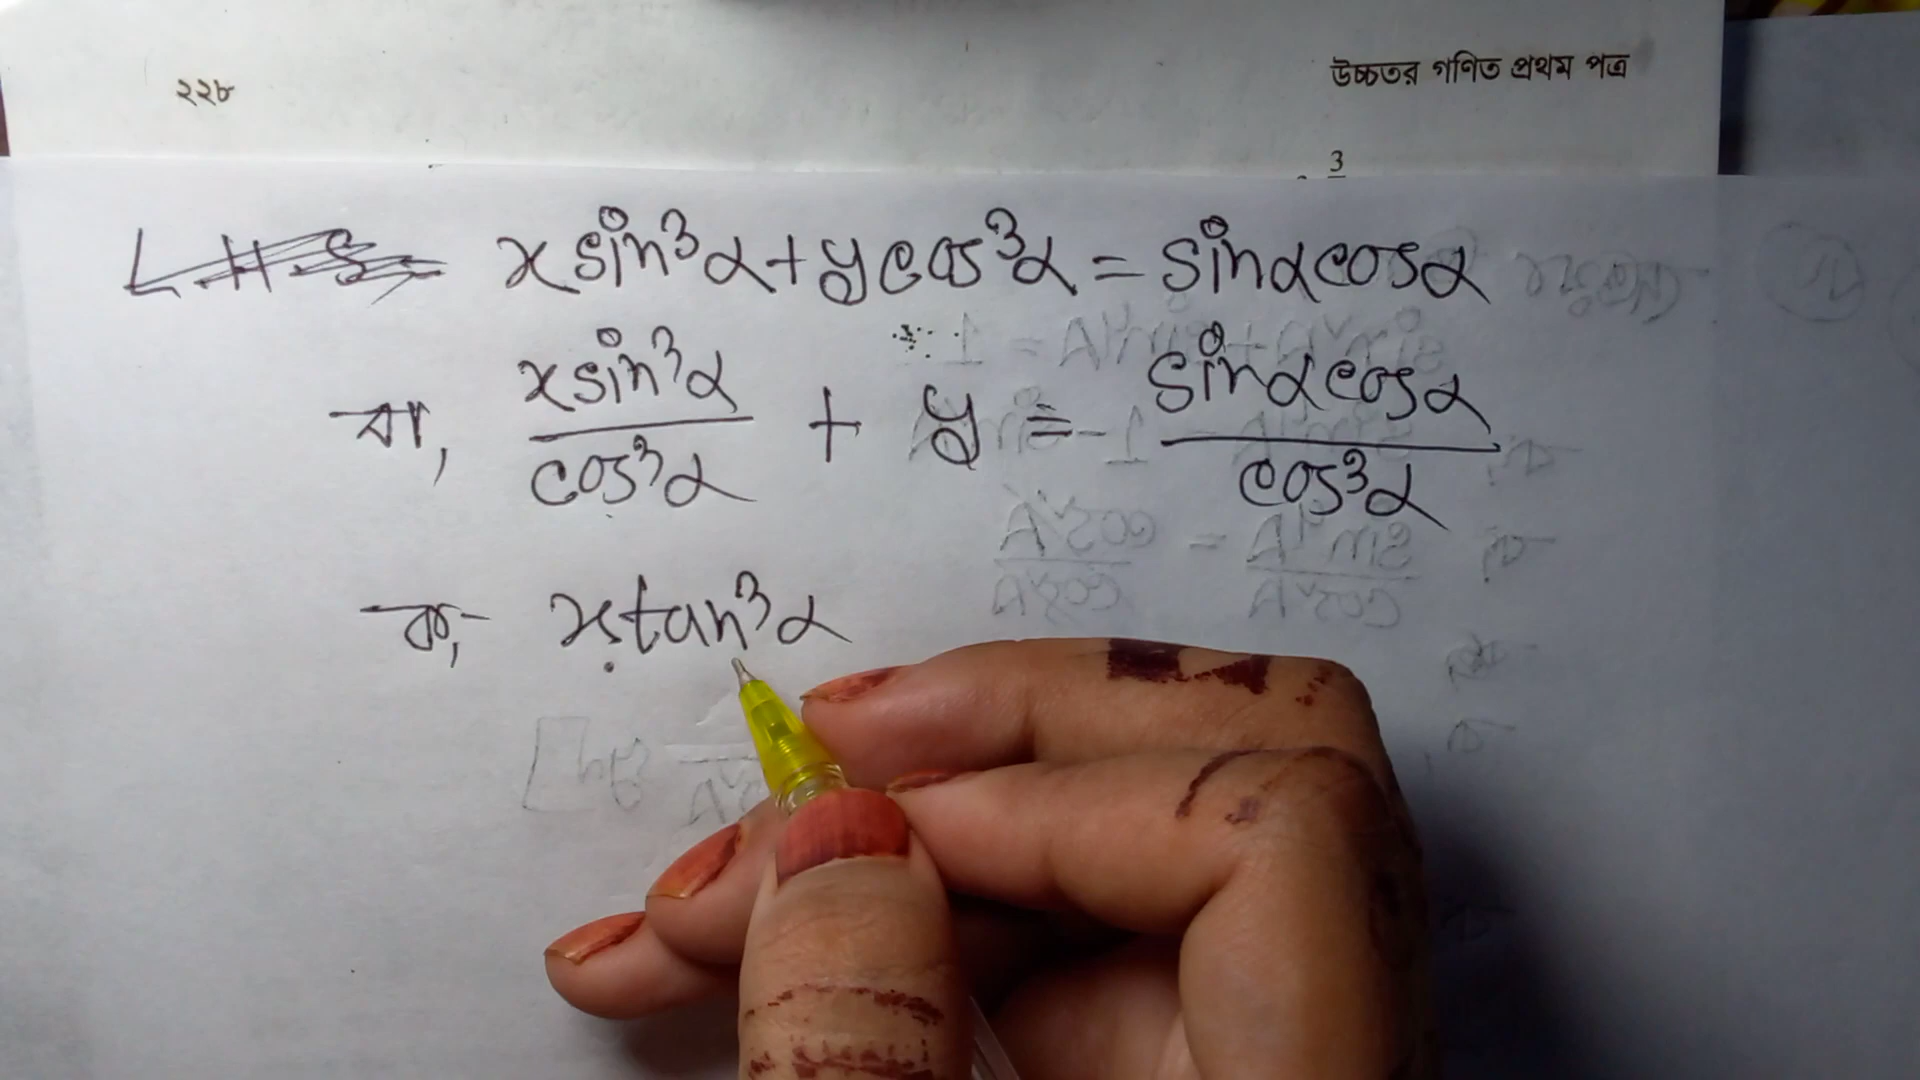 ২২৮ উচ্চতর গণিত প্রথম পত্র
3
x sin³α + y cos³α = sinα cosα
বা, x sin³α / cos³α + y = sinα cosα / cos³α
বা, x tan³α